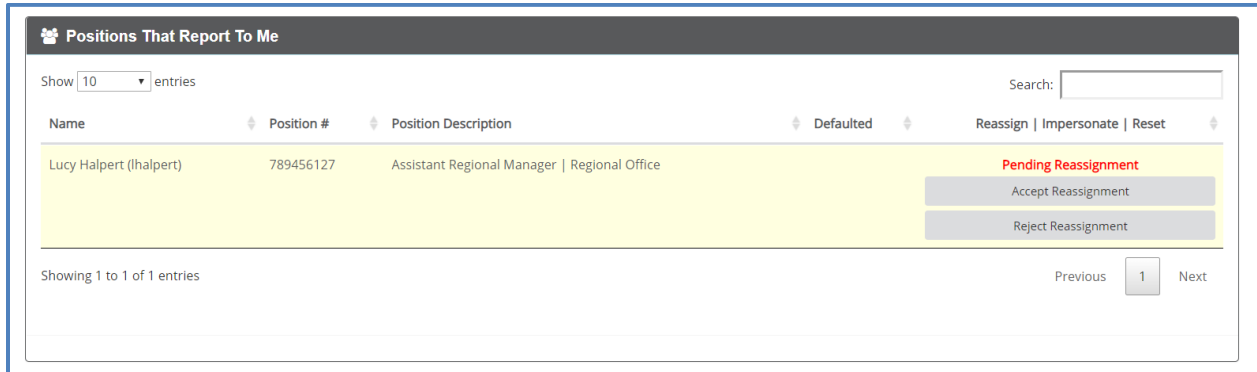 Positions That Report To Me
Show 10 entries Search:
Name Position # Position Description Defaulted Reassign | Impersonate | Reset
Lucy Halpert (lhalpert) 789456127 Assistant Regional Manager | Regional Office Pending Reassignment
Accept Reassignment
Reject Reassignment
Showing 1 to 1 of 1 entries Previous 1 Next